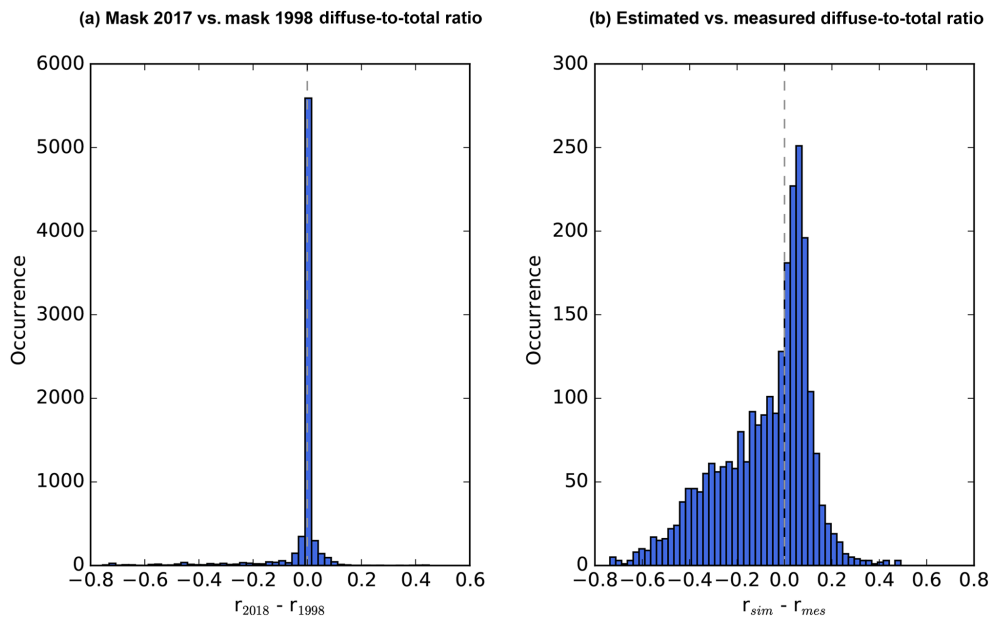 (a) Mask 2017 vs. mask 1998 diffuse-to-total ratio
6000
5000
4000
3000
2000
1000
0
Occurrence
−0.8 −0.6 −0.4 −0.2 0.0 0.2 0.4 0.6
r2018 - r1998
(b) Estimated vs. measured diffuse-to-total ratio
300
250
200
150
100
50
0
Occurrence
−0.8 −0.6 −0.4 −0.2 0.0 0.2 0.4 0.6 0.8
rsim - rmes